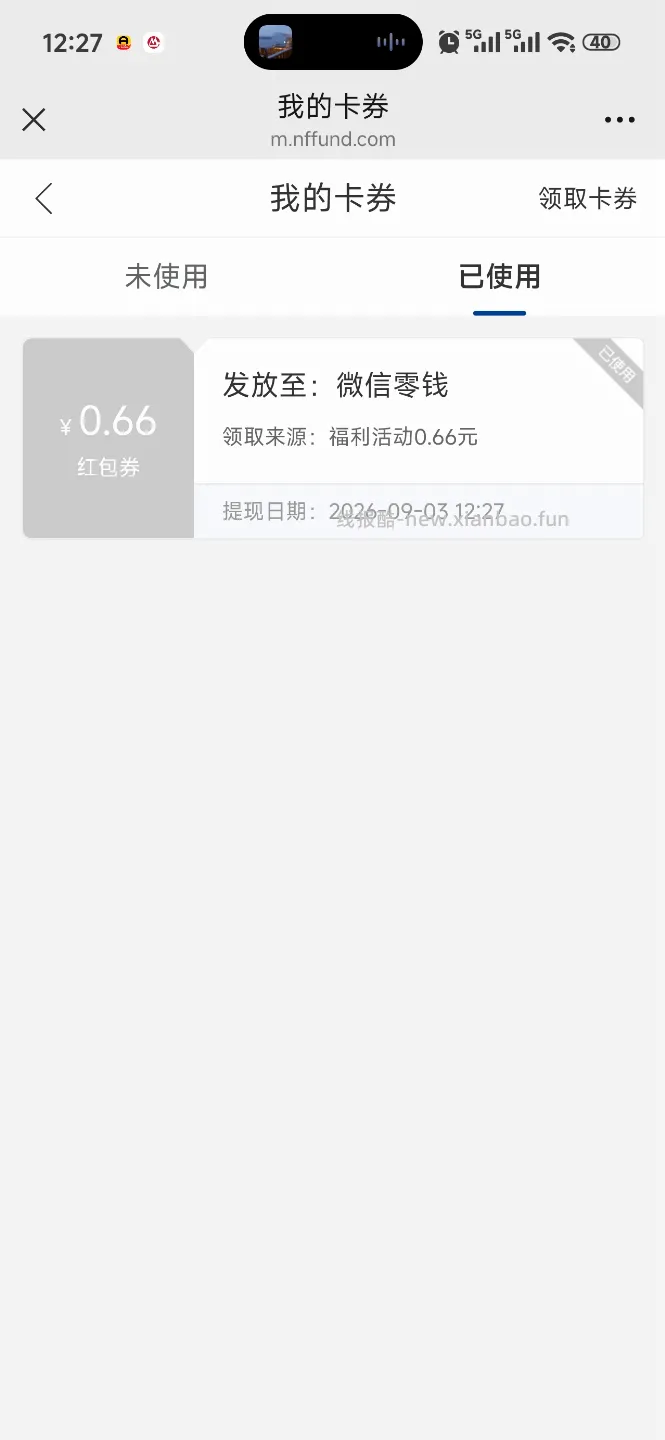 12:27
5G
5G
40
我的卡券
m.nffund.com
我的卡券
领取卡券
未使用
已使用
¥0.66
红包券
发放至：微信零钱
领取来源：福利活动0.66元
已使用
提现日期：2026-09-03 12:27
线报酷-new.xianbao.fun